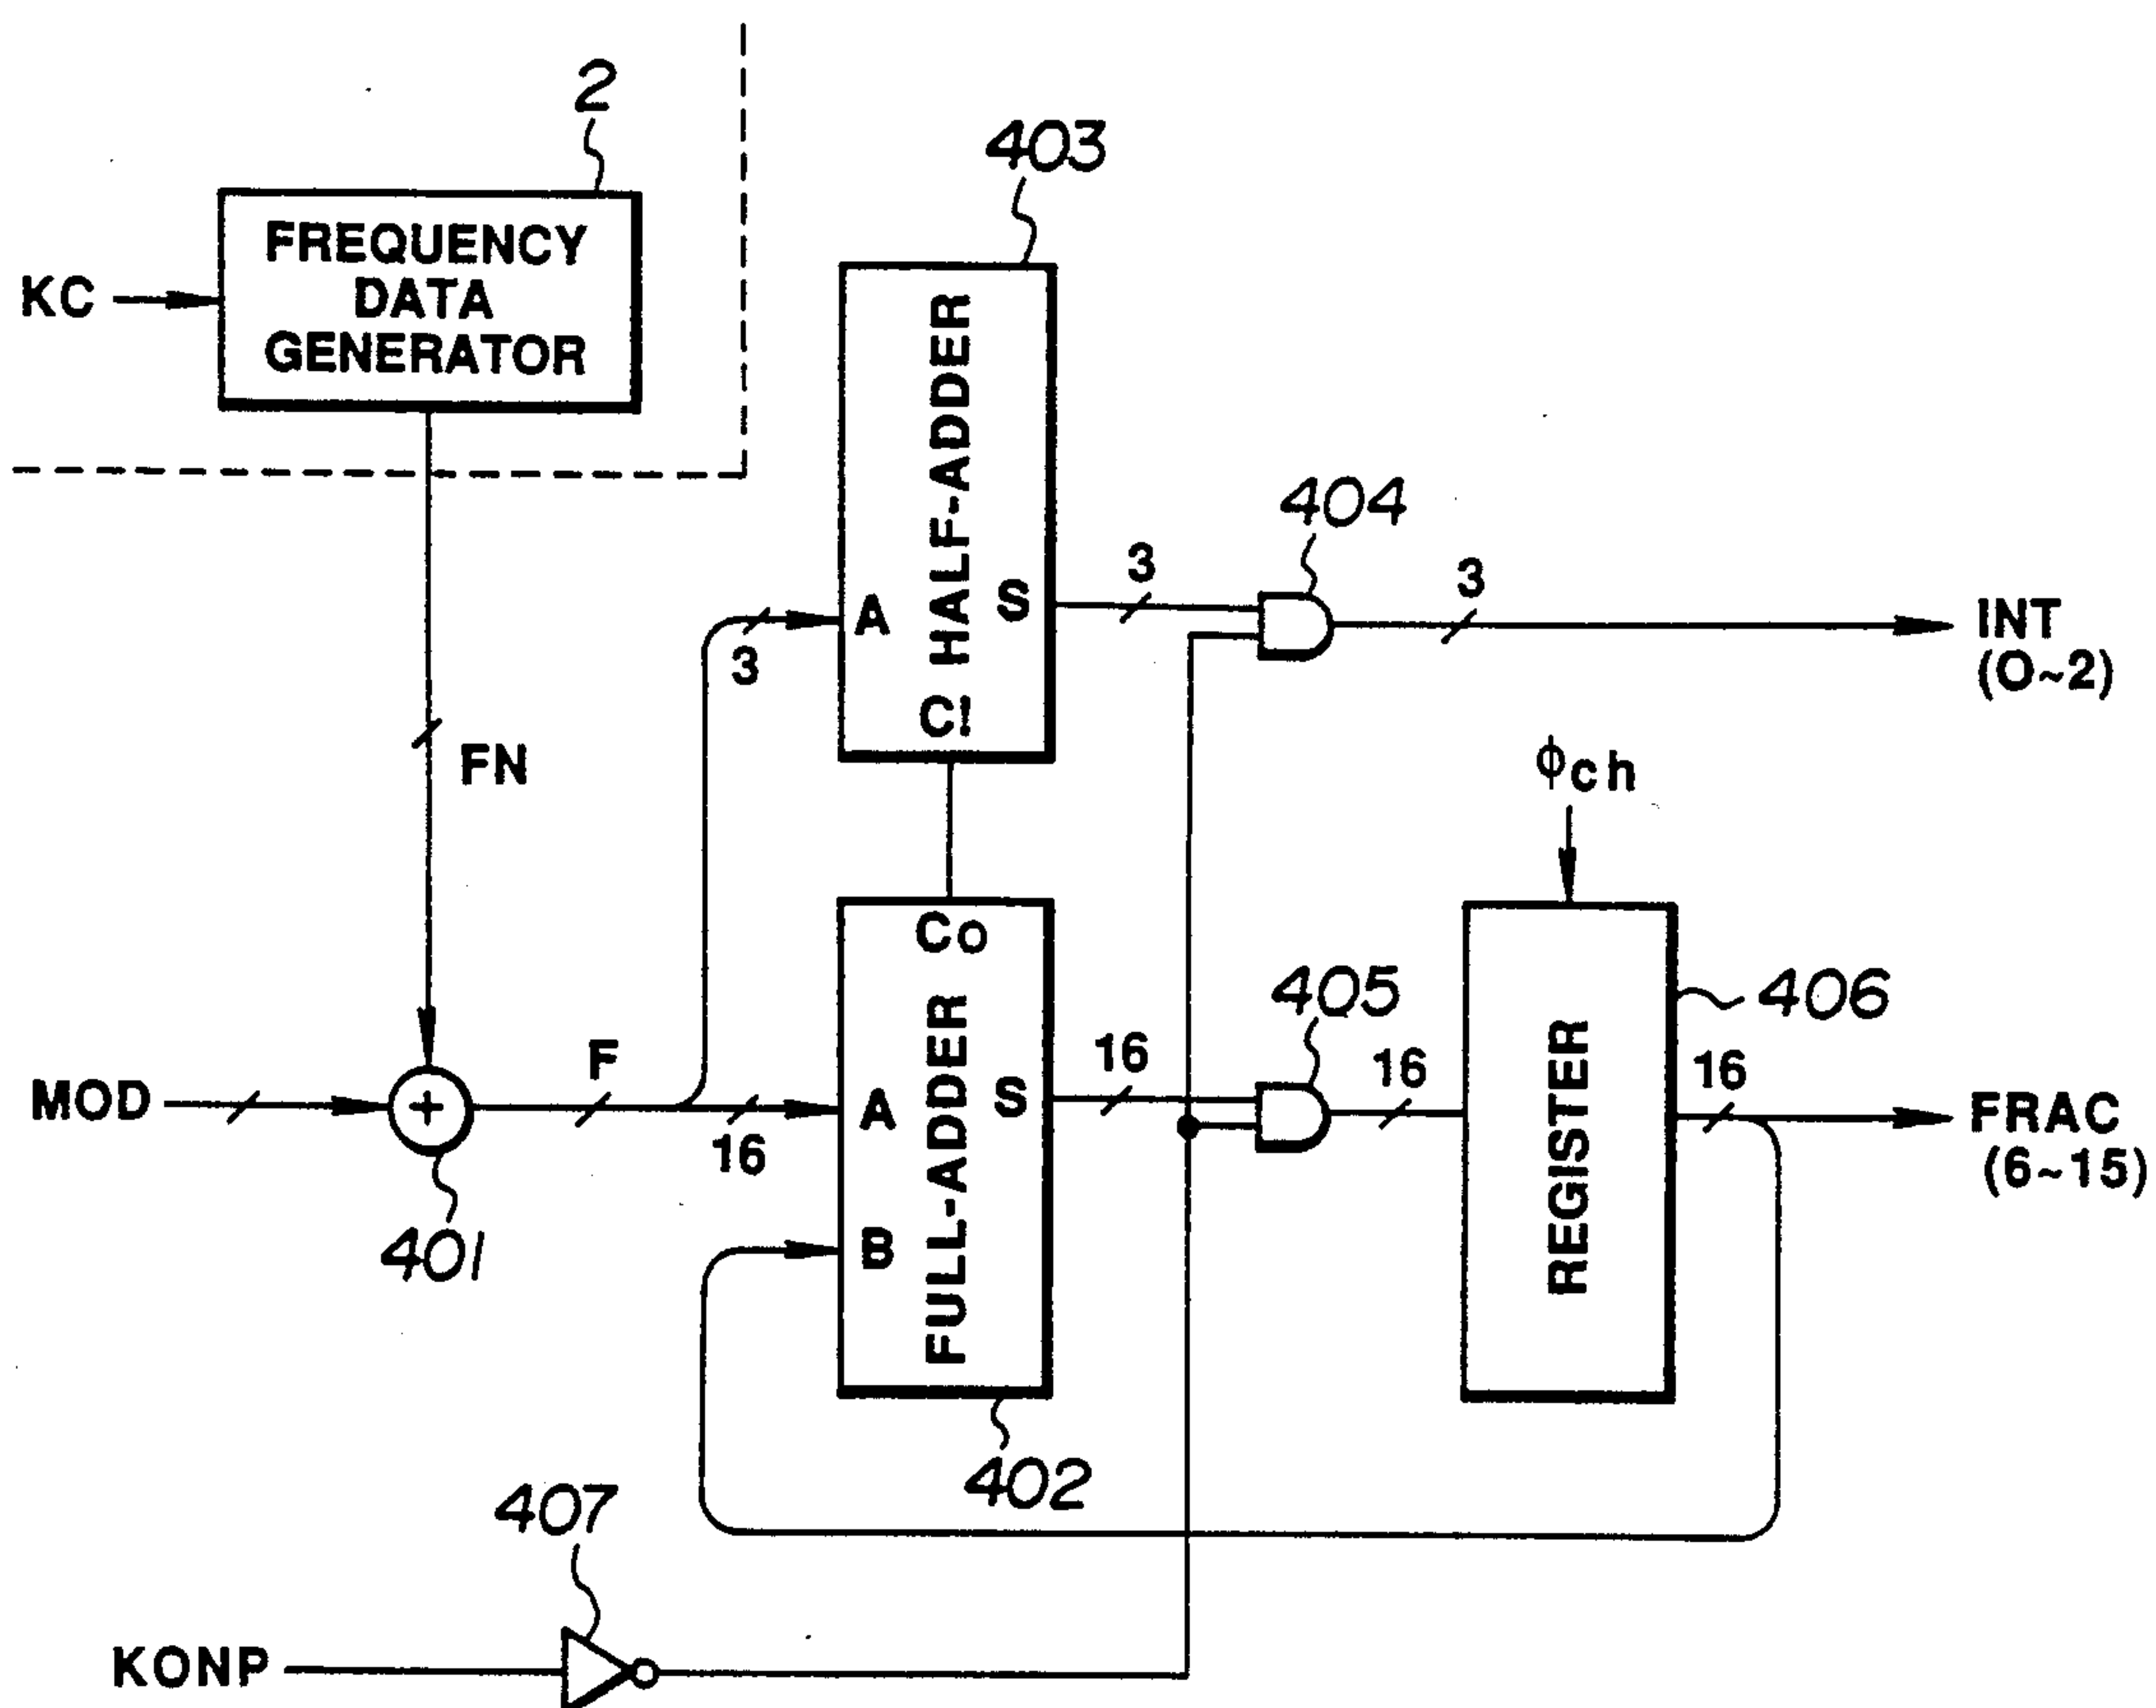 2
403
FREQUENCY
DATA
GENERATOR
KC
HALF-ADDER
404
3
3
A
S
3
INT
(0~2)
CI
FN
φch
Co
405
406
F
16
16
16
MOD
+
A
S
FRAC
(6~15)
16
401
B
FULL-ADDER
REGISTER
402
407
KONP